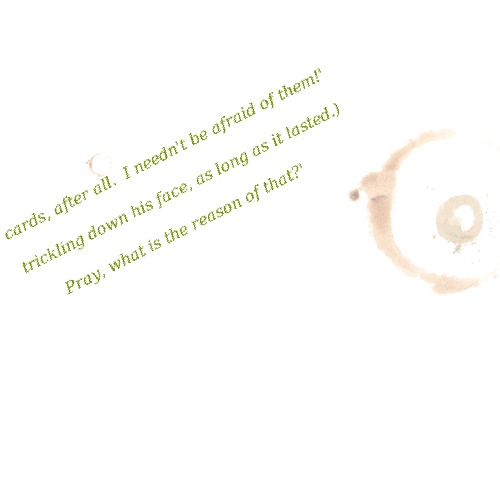 cards, after all.  I needn't be afraid of them!'
trickling down his face, as long as it lasted.)
Pray, what is the reason of that?'